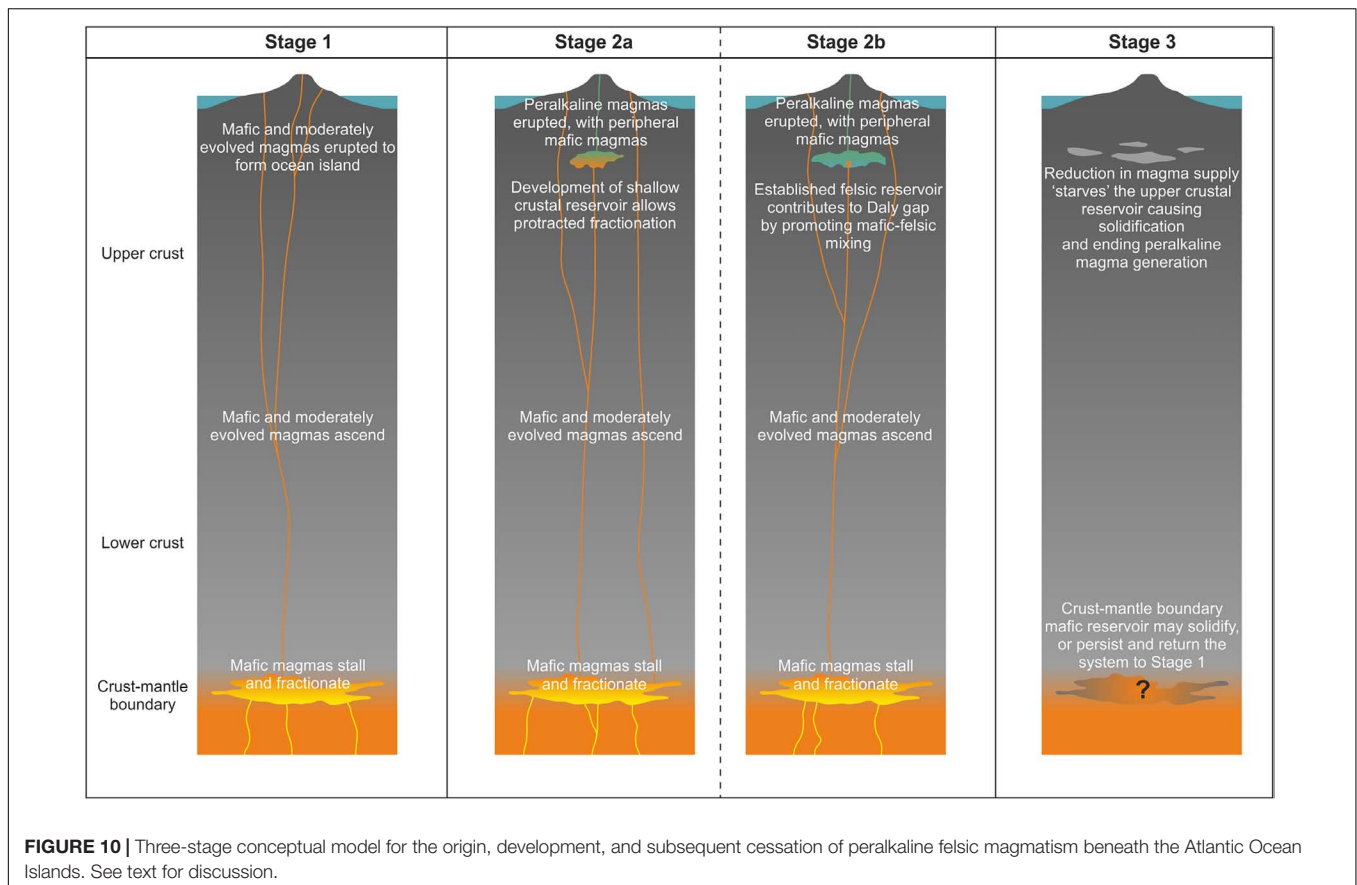 Stage 1
Stage 2a
Stage 2b
Stage 3
Upper crust
Lower crust
Crust-mantle
boundary
Mafic and moderately
evolved magmas erupted to
form ocean island
Mafic and moderately
evolved magmas ascend
Mafic magmas stall
and fractionate
Peralkaline magmas
erupted, with peripheral
mafic magmas
Development of shallow
crustal reservoir allows
protracted fractionation
Mafic and moderately
evolved magmas ascend
Mafic magmas stall
and fractionate
Peralkaline magmas
erupted, with peripheral
mafic magmas
Established felsic reservoir
contributes to Daly gap
by promoting mafic-felsic
mixing
Mafic and moderately
evolved magmas ascend
Mafic magmas stall
and fractionate
Reduction in magma supply
'starves' the upper crustal
reservoir causing
solidification
and ending peralkaline
magma generation
Crust-mantle boundary
mafic reservoir may solidify,
or persist and return the
system to Stage 1
?
FIGURE 10 | Three-stage conceptual model for the origin, development, and subsequent cessation of peralkaline felsic magmatism beneath the Atlantic Ocean
Islands. See text for discussion.